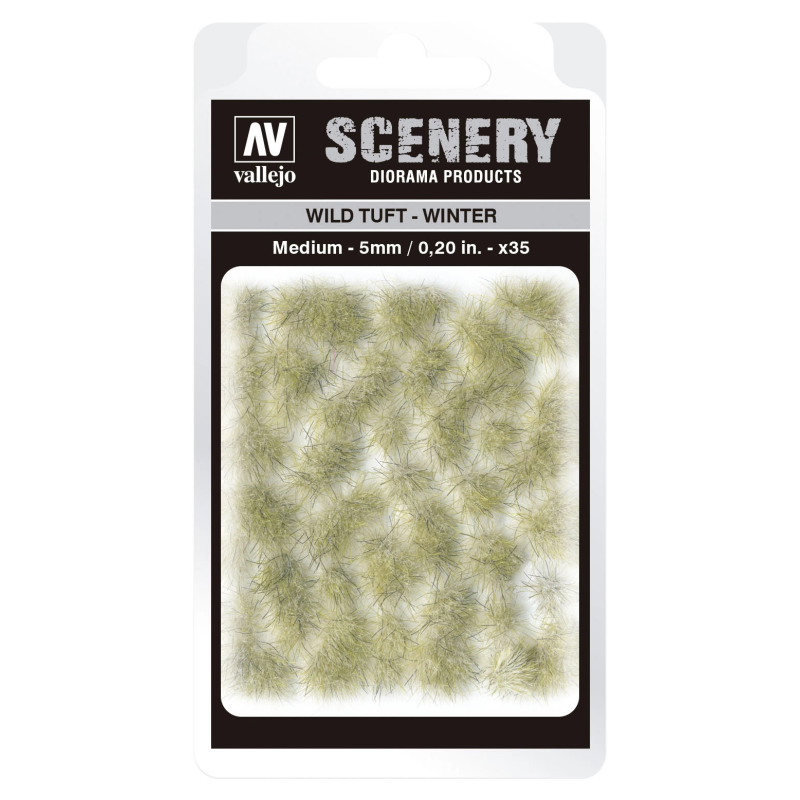 AV
vallejo
SCENERY
DIORAMA PRODUCTS
WILD TUFT - WINTER
Medium - 5mm / 0,20 in. - x35